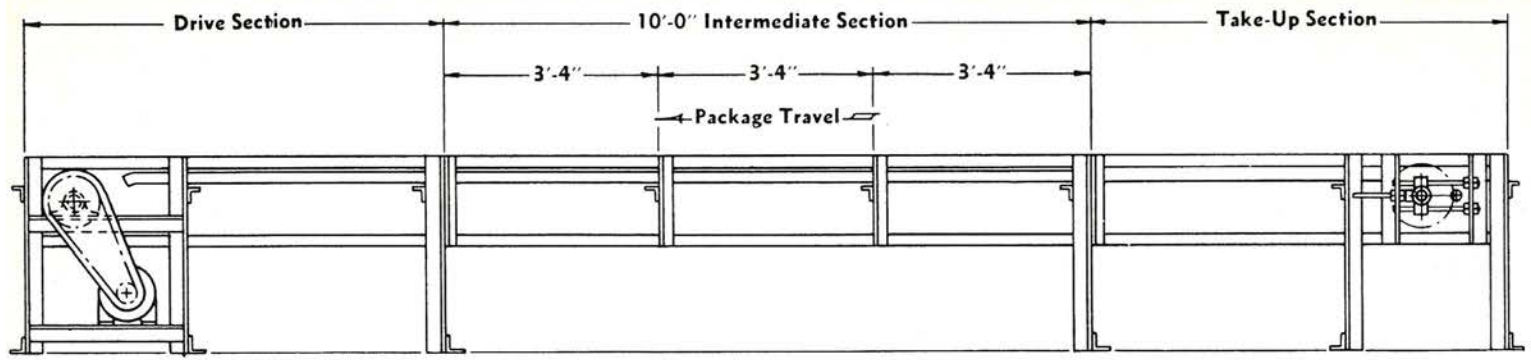 Drive Section
10'-0" Intermediate Section
Take-Up Section
3'-4"
3'-4"
3'-4"
Package Travel